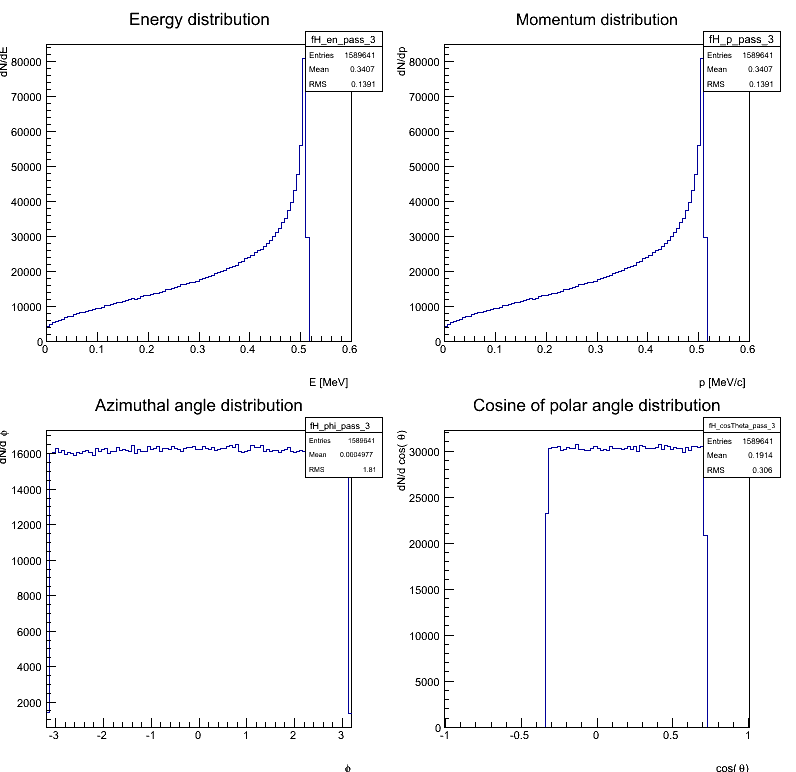 Energy distribution
dN/dE
fH_en_pass_3
Entries 1589641
Mean 0.3407
RMS 0.1391
80000
70000
60000
50000
40000
30000
20000
10000
0
0 0.1 0.2 0.3 0.4 0.5 0.6
E [MeV]
Momentum distribution
dN/dp
fH_p_pass_3
Entries 1589641
Mean 0.3407
RMS 0.1391
80000
70000
60000
50000
40000
30000
20000
10000
0
0 0.1 0.2 0.3 0.4 0.5 0.6
p [MeV/c]
Azimuthal angle distribution
dN/d ϕ
fH_phi_pass_3
Entries 1589641
Mean 0.0004977
RMS 1.81
16000
14000
12000
10000
8000
6000
4000
2000
-3 -2 -1 0 1 2 3
ϕ
Cosine of polar angle distribution
dN/d cos( θ)
fH_cosTheta_pass_3
Entries 1589641
Mean 0.1914
RMS 0.306
30000
25000
20000
15000
10000
5000
0
-1 -0.5 0 0.5 1
cos( θ)